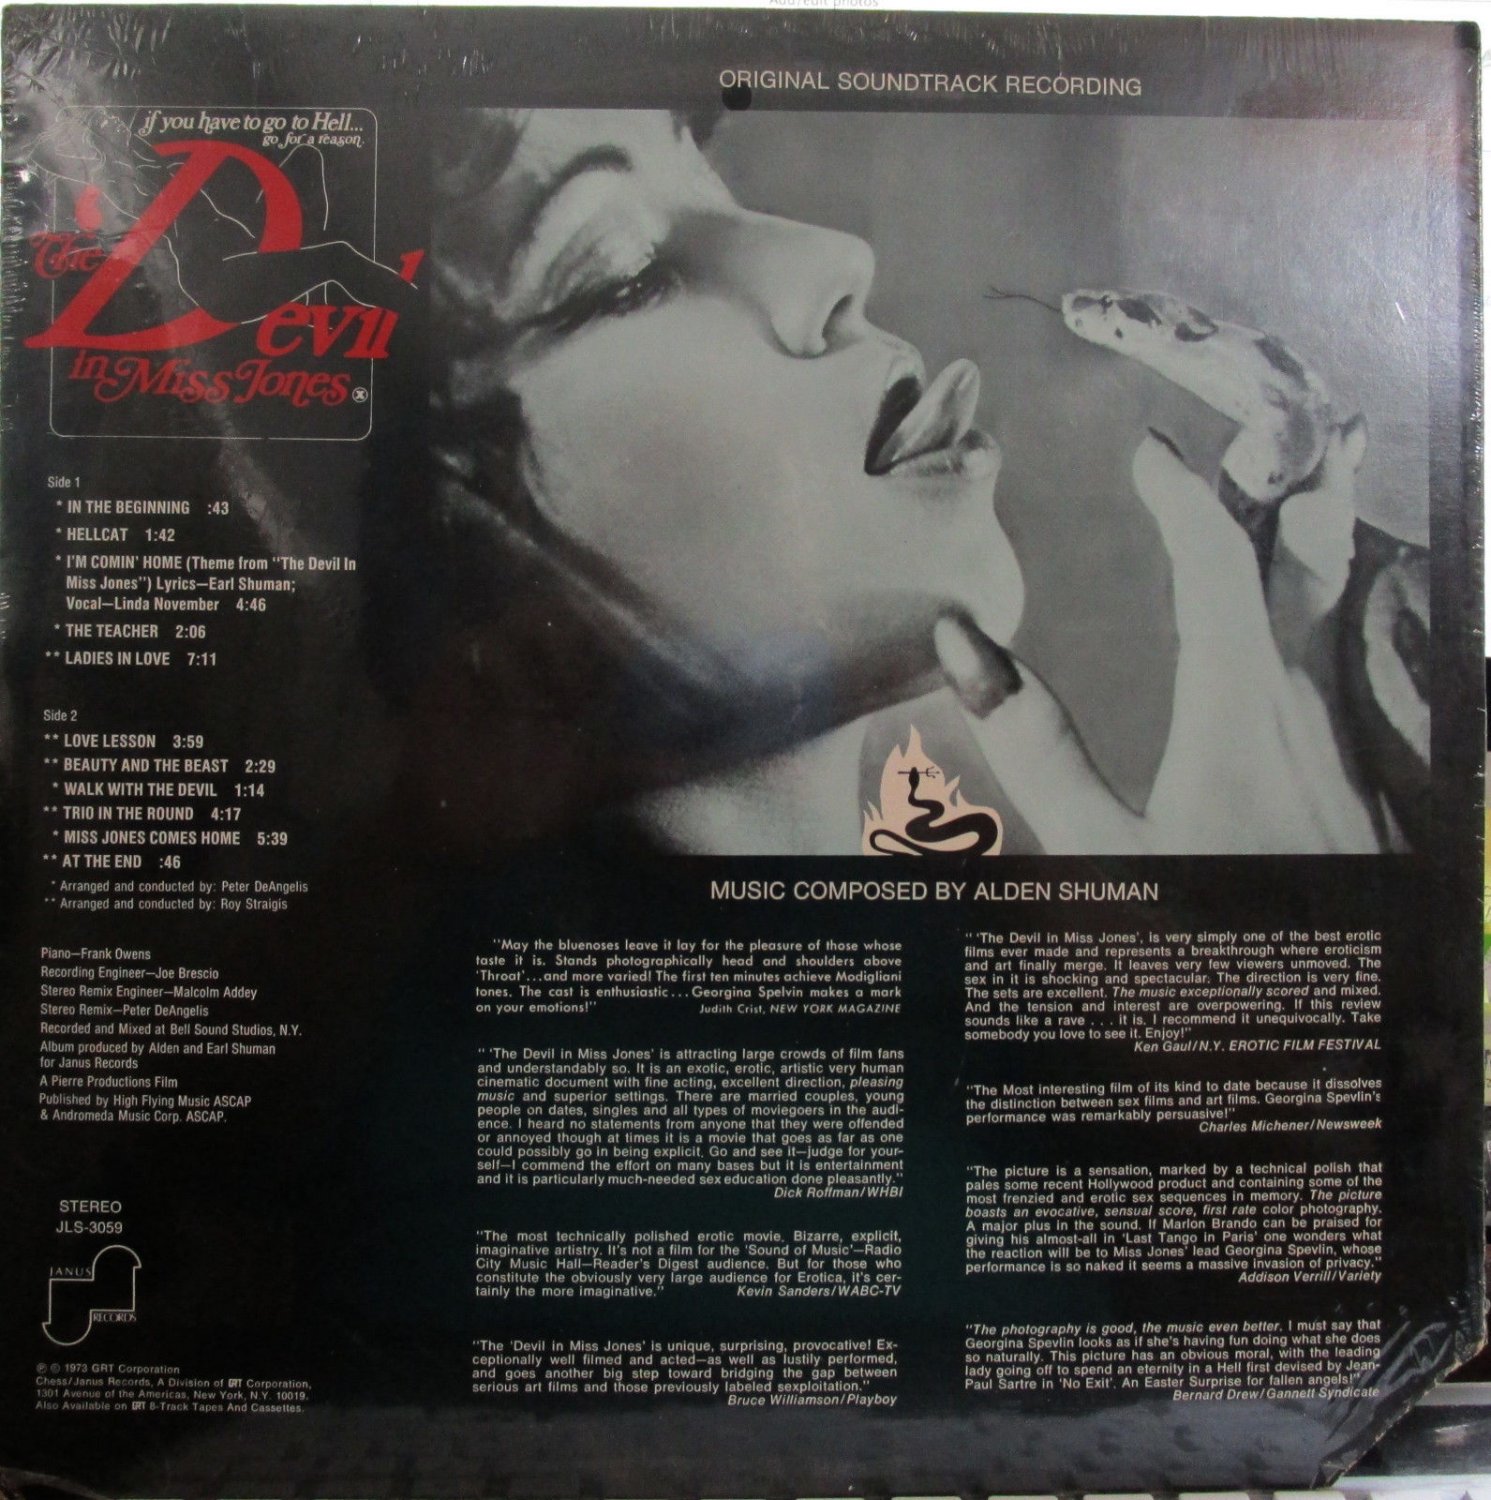 Add/edit photos
ORIGINAL SOUNDTRACK RECORDING
if you have to go to Hell...
go for a reason.
The Devil
in Miss Jones
X
Side 1
* IN THE BEGINNING :43
* HELLCAT 1:42
* I'M COMIN' HOME (Theme from "The Devil In
Miss Jones") Lyrics—Earl Shuman;
Vocal—Linda November 4:46
* THE TEACHER 2:06
** LADIES IN LOVE 7:11
Side 2
** LOVE LESSON 3:59
** BEAUTY AND THE BEAST 2:29
* WALK WITH THE DEVIL 1:14
** TRIO IN THE ROUND 4:17
* MISS JONES COMES HOME 5:39
** AT THE END :46
* Arranged and conducted by: Peter DeAngelis
** Arranged and conducted by: Roy Straigis
Piano—Frank Owens
Recording Engineer—Joe Brescio
Stereo Remix Engineer—Malcolm Addey
Stereo Remix—Peter DeAngelis
Recorded and Mixed at Bell Sound Studios, N.Y.
Album produced by Alden and Earl Shuman
for Janus Records
A Pierre Productions Film
Published by High Flying Music ASCAP
& Andromeda Music Corp. ASCAP.
STEREO
JLS-3059
JANUS
RECORDS
℗ © 1973 GRT Corporation
Chess/Janus Records, A Division of GRT Corporation,
1301 Avenue of the Americas, New York, N.Y. 10019.
Also Available on GRT 8-Track Tapes And Cassettes.
MUSIC COMPOSED BY ALDEN SHUMAN
"May the bluenoses leave it lay for the pleasure of those whose
taste it is. Stands photographically head and shoulders above
'Throat'...and more varied! The first ten minutes achieve Modigliani
tones. The cast is enthusiastic...Georgina Spelvin makes a mark
on your emotions!" Judith Crist, NEW YORK MAGAZINE
" 'The Devil in Miss Jones' is attracting large crowds of film fans
and understandably so. It is an exotic, erotic, artistic very human
cinematic document with fine acting, excellent direction, pleasing
music and superior settings. There are married couples, young
people on dates, singles and all types of moviegoers in the audi-
ence. I heard no statements from anyone that they were offended
or annoyed though at times it is a movie that goes as far as one
could possibly go in being explicit. Go and see it—judge for your-
self—I commend the effort on many bases but it is entertainment
and it is particularly much-needed sex education done pleasantly."
Dick Roffman/WHBI
"The most technically polished erotic movie. Bizarre, explicit,
imaginative artistry. It's not a film for the 'Sound of Music'—Radio
City Music Hall—Reader's Digest audience. But for those who
constitute the obviously very large audience for Erotica, it's cer-
tainly the more imaginative." Kevin Sanders/WABC-TV
"The 'Devil in Miss Jones' is unique, surprising, provocative! Ex-
ceptionally well filmed and acted—as well as lustily performed,
and goes another big step toward bridging the gap between
serious art films and those previously labeled sexploitation."
Bruce Williamson/Playboy
" 'The Devil in Miss Jones', is very simply one of the best erotic
films ever made and represents a breakthrough where eroticism
and art finally merge. It leaves very few viewers unmoved. The
sex in it is shocking and spectacular. The direction is very fine.
The sets are excellent. The music exceptionally scored and mixed.
And the tension and interest are overpowering. If this review
sounds like a rave . . . it is. I recommend it unequivocally. Take
somebody you love to see it. Enjoy!"
Ken Gaul/N.Y. EROTIC FILM FESTIVAL
"The Most interesting film of its kind to date because it dissolves
the distinction between sex films and art films. Georgina Spevlin's
performance was remarkably persuasive!"
Charles Michener/Newsweek
"The picture is a sensation, marked by a technical polish that
pales some recent Hollywood product and containing some of the
most frenzied and erotic sex sequences in memory. The picture
boasts an evocative, sensual score, first rate color photography.
A major plus in the sound. If Marlon Brando can be praised for
giving his almost-all in 'Last Tango in Paris' one wonders what
the reaction will be to Miss Jones' lead Georgina Spevlin, whose
performance is so naked it seems a massive invasion of privacy."
Addison Verrill/Variety
"The photography is good, the music even better. I must say that
Georgina Spevlin looks as if she's having fun doing what she does
so naturally. This picture has an obvious moral, with the leading
lady going off to spend an eternity in a Hell first devised by Jean-
Paul Sartre in 'No Exit'. An Easter Surprise for fallen angels!"
Bernard Drew/Gannett Syndicate